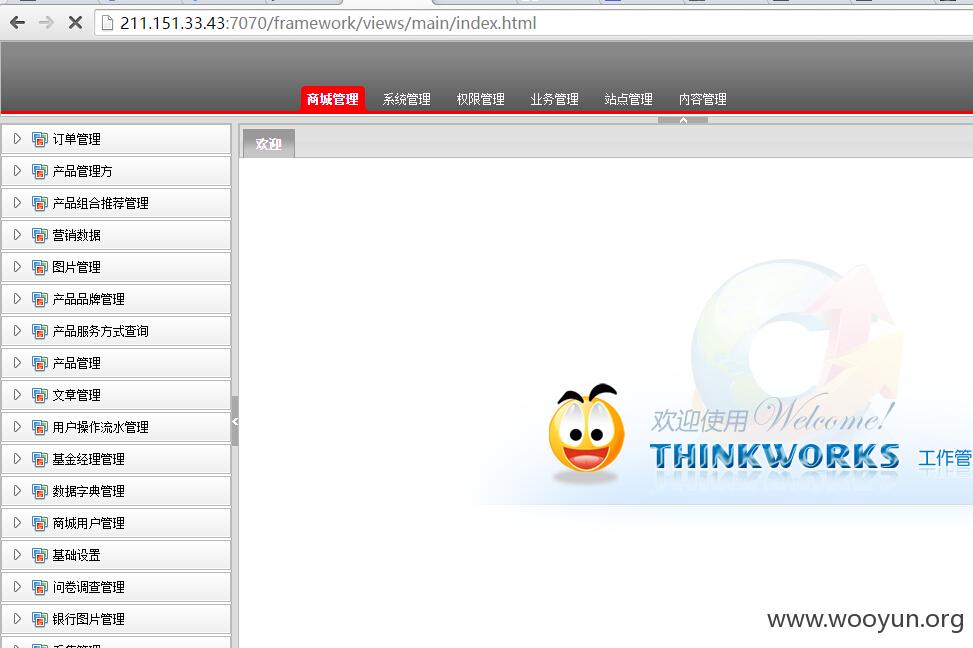 211.151.33.43:7070/framework/views/main/index.html
商城管理 系统管理 权限管理 业务管理 站点管理 内容管理
订单管理
欢迎
产品管理方
产品组合推荐管理
营销数据
图片管理
产品品牌管理
产品服务方式查询
产品管理
文章管理
用户操作流水管理
基金经理管理
数据字典管理
商城用户管理
基础设置
问卷调查管理
银行图片管理
欢迎使用 Welcome!
THINKWORKS 工作管
www.wooyun.org